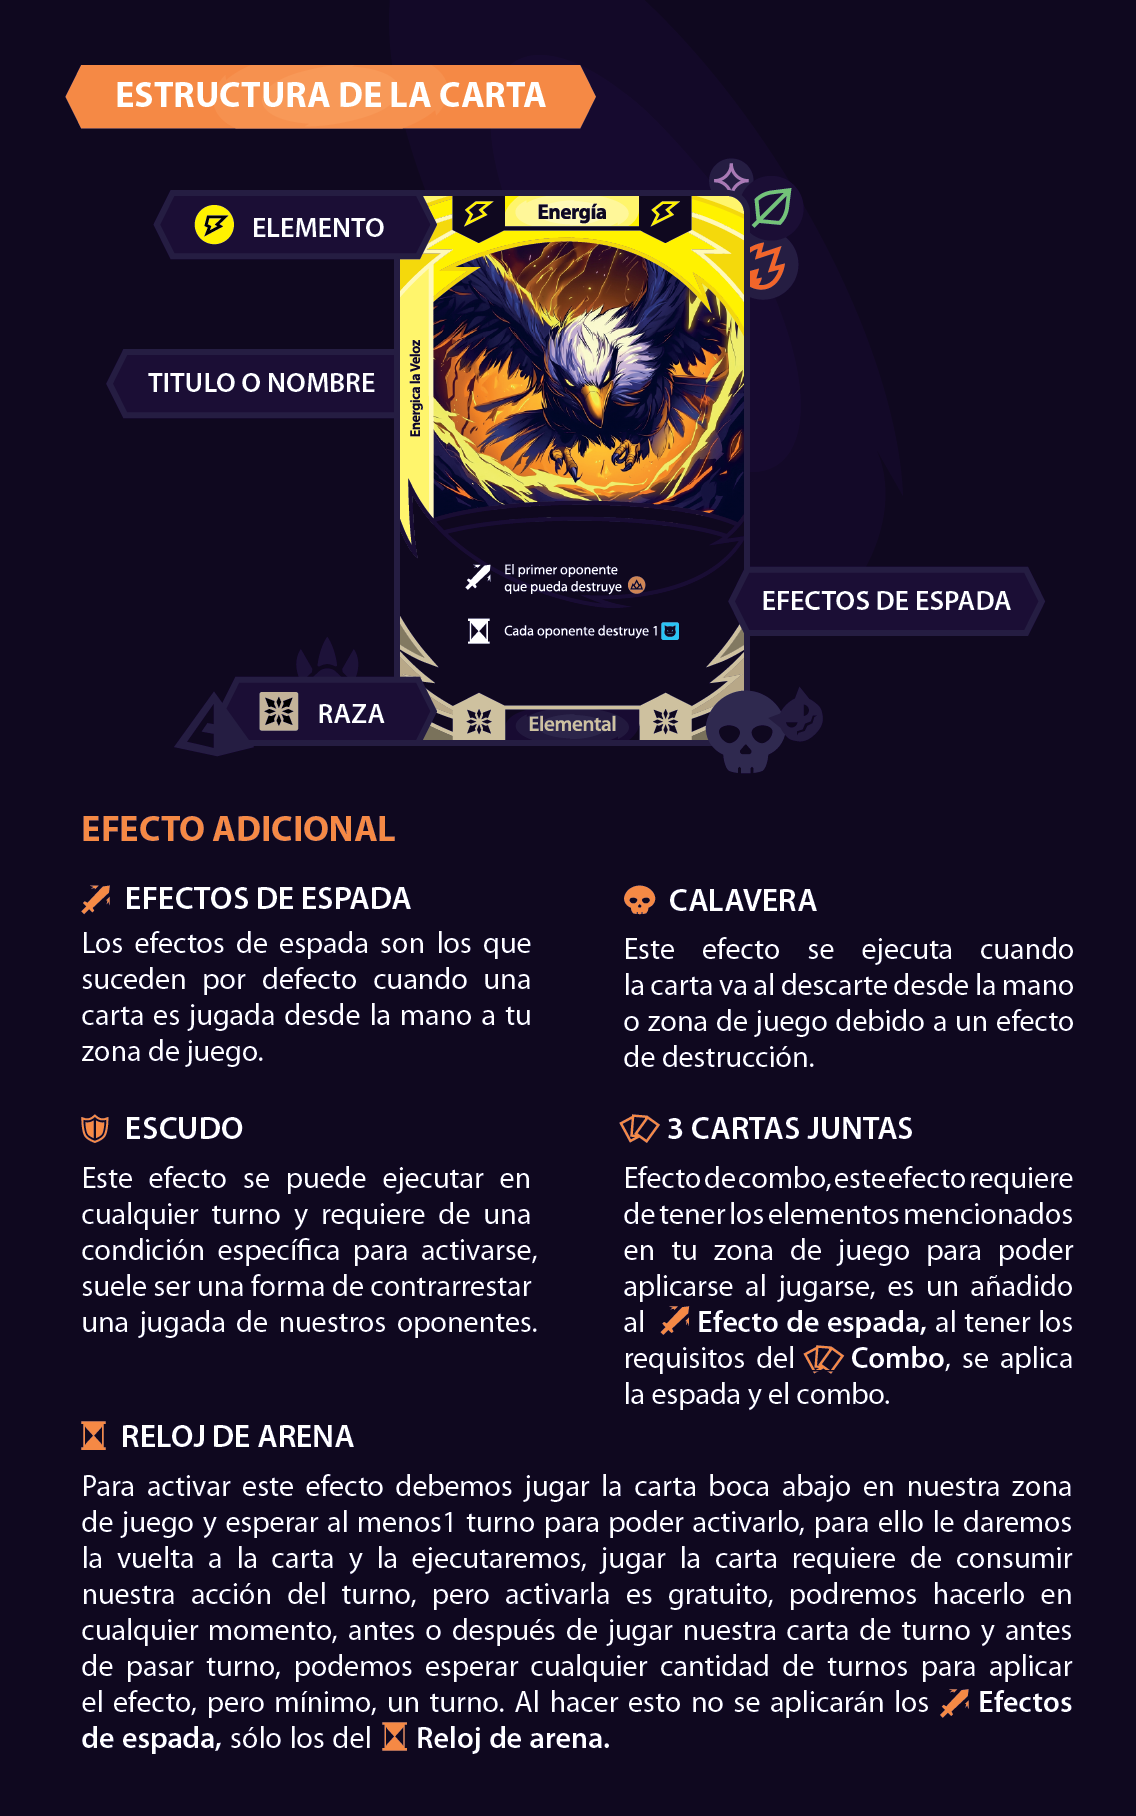 ESTRUCTURA DE LA CARTA
ELEMENTO
Energía
TITULO O NOMBRE
Energica la Veloz
El primer oponente
que pueda destruye
Cada oponente destruye 1
EFECTOS DE ESPADA
RAZA
Elemental
EFECTO ADICIONAL
EFECTOS DE ESPADA
Los efectos de espada son los que
suceden por defecto cuando una
carta es jugada desde la mano a tu
zona de juego.
CALAVERA
Este efecto se ejecuta cuando
la carta va al descarte desde la mano
o zona de juego debido a un efecto
de destrucción.
ESCUDO
Este efecto se puede ejecutar en
cualquier turno y requiere de una
condición específica para activarse,
suele ser una forma de contrarrestar
una jugada de nuestros oponentes.
3 CARTAS JUNTAS
Efecto de combo, este efecto requiere
de tener los elementos mencionados
en tu zona de juego para poder
aplicarse al jugarse, es un añadido
al Efecto de espada, al tener los
requisitos del Combo, se aplica
la espada y el combo.
RELOJ DE ARENA
Para activar este efecto debemos jugar la carta boca abajo en nuestra zona
de juego y esperar al menos1 turno para poder activarlo, para ello le daremos
la vuelta a la carta y la ejecutaremos, jugar la carta requiere de consumir
nuestra acción del turno, pero activarla es gratuito, podremos hacerlo en
cualquier momento, antes o después de jugar nuestra carta de turno y antes
de pasar turno, podemos esperar cualquier cantidad de turnos para aplicar
el efecto, pero mínimo, un turno. Al hacer esto no se aplicarán los Efectos
de espada, sólo los del Reloj de arena.